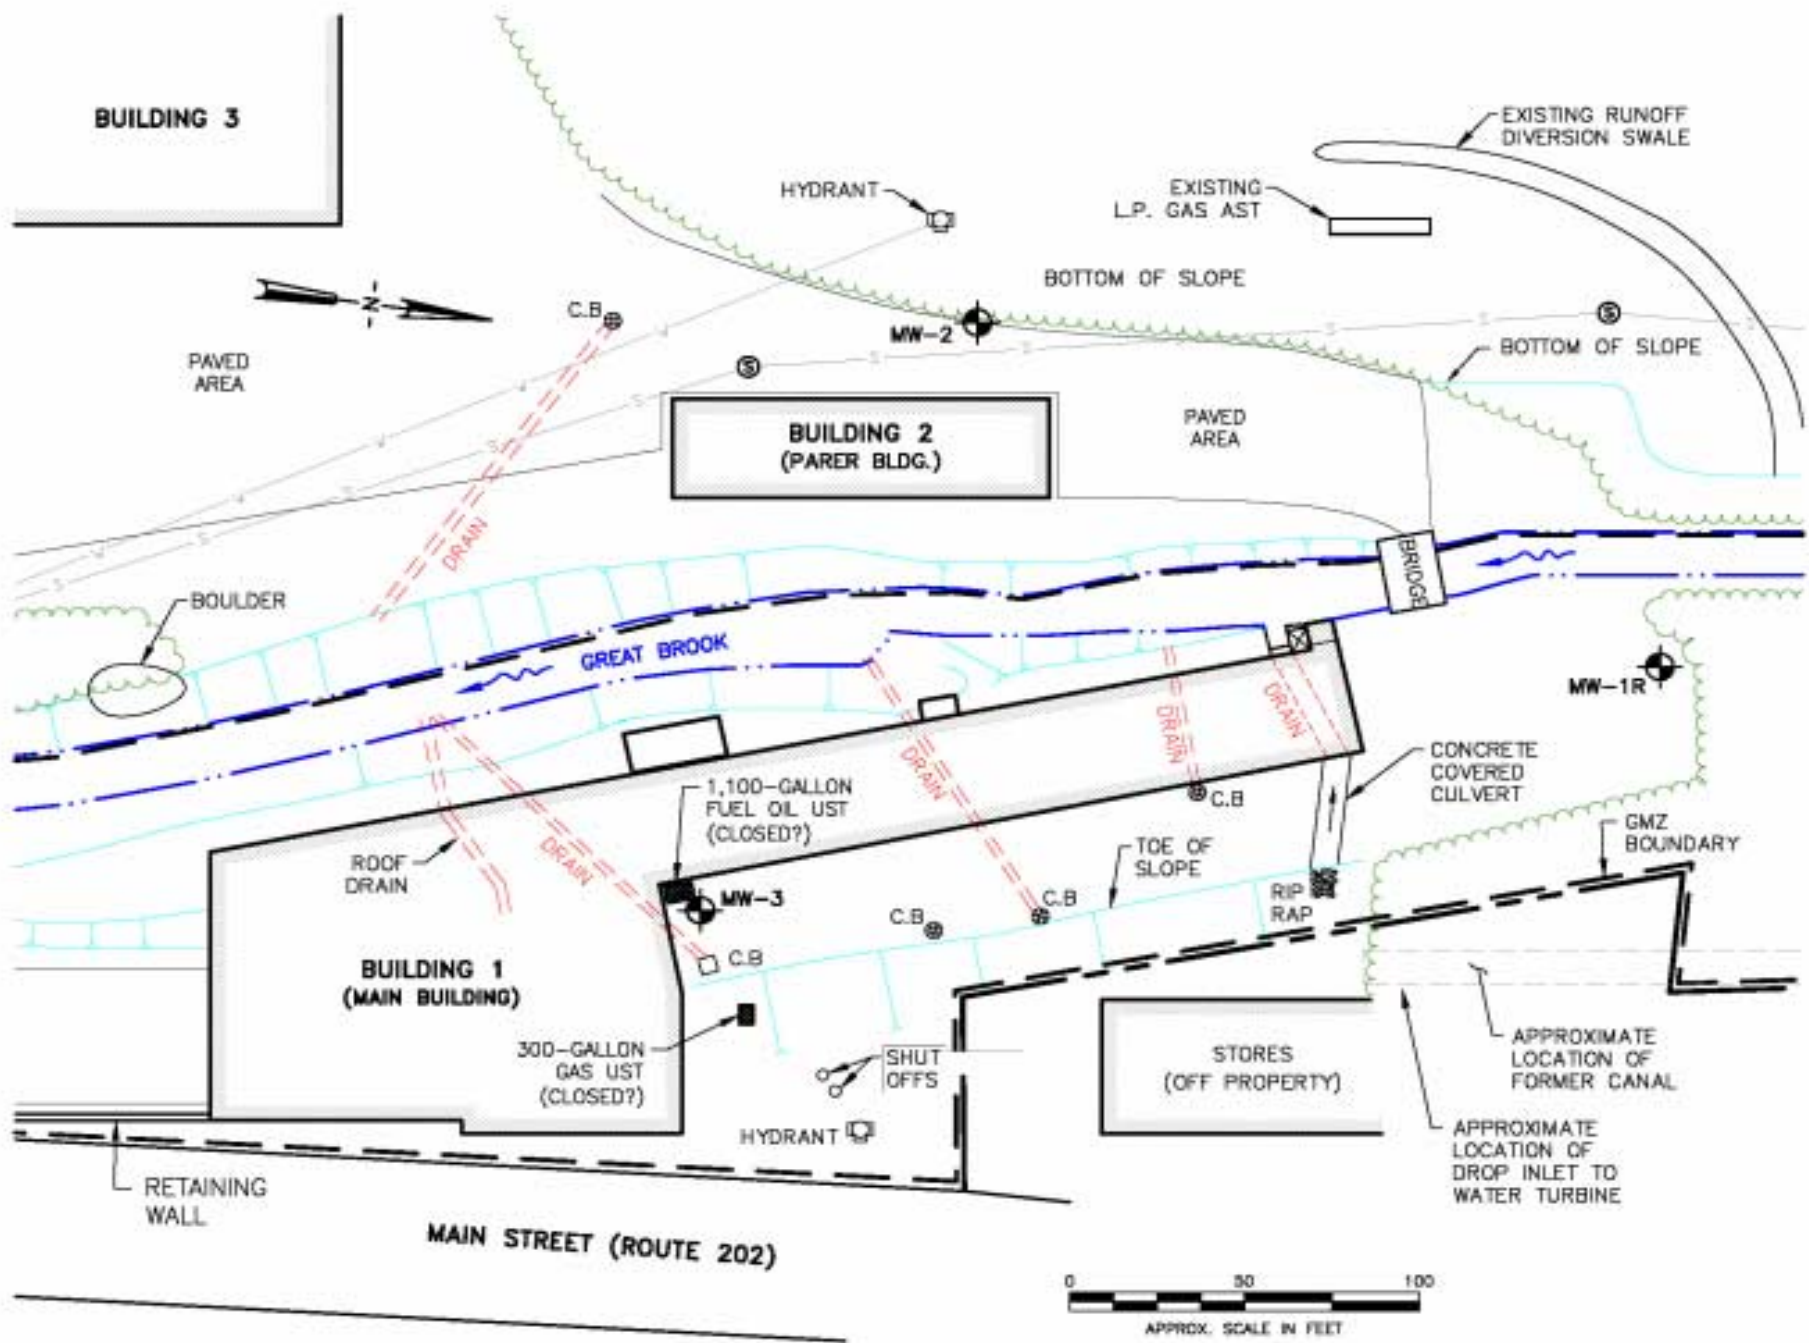 BUILDING 3
EXISTING RUNOFF
DIVERSION SWALE
HYDRANT
EXISTING
L.P. GAS AST
BOTTOM OF SLOPE
N
C.B
MW-2
S
BOTTOM OF SLOPE
PAVED
AREA
S
BUILDING 2
(PARER BLDG.)
PAVED
AREA
DRAIN
BRIDGE
BOULDER
GREAT BROOK
MW-1R
DRAIN
DRAIN
DRAIN
CONCRETE
COVERED
CULVERT
1,100-GALLON
FUEL OIL UST
(CLOSED?)
C.B
GMZ
BOUNDARY
ROOF
DRAIN
DRAIN
TOE OF
SLOPE
MW-3
C.B
C.B
RIP
RAP
C.B
BUILDING 1
(MAIN BUILDING)
300-GALLON
GAS UST
(CLOSED?)
SHUT
OFFS
STORES
(OFF PROPERTY)
APPROXIMATE
LOCATION OF
FORMER CANAL
HYDRANT
APPROXIMATE
LOCATION OF
DROP INLET TO
WATER TURBINE
RETAINING
WALL
MAIN STREET (ROUTE 202)
0 50 100
APPROX. SCALE IN FEET